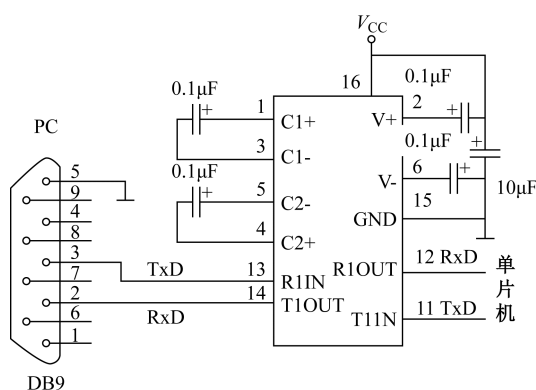 V_CC
16
0.1μF
2
V+
0.1μF
1
C1+
3
C1-
0.1μF
5
C2-
4
C2+
0.1μF
6
V-
10μF
15
GND
PC
5
9
4
8
3
7
2
6
1
DB9
TxD
13
R1IN
14
T1OUT
RxD
R1OUT
12 RxD
T11N
11 TxD
单片机
+
+
+
+
+